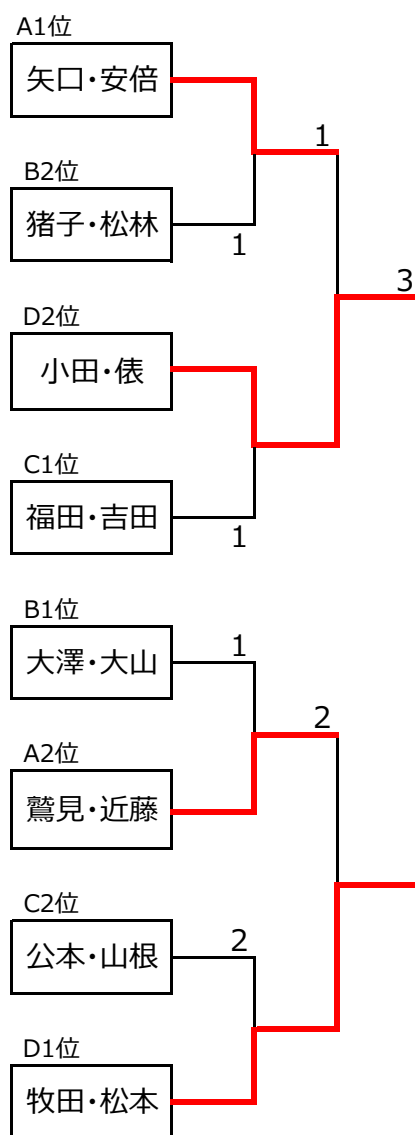 A1位
矢口・安倍
1
B2位
猪子・松林
1
3
D2位
小田・俵
C1位
福田・吉田
1
B1位
大澤・大山
1
2
A2位
鷲見・近藤
C2位
公本・山根
2
D1位
牧田・松本